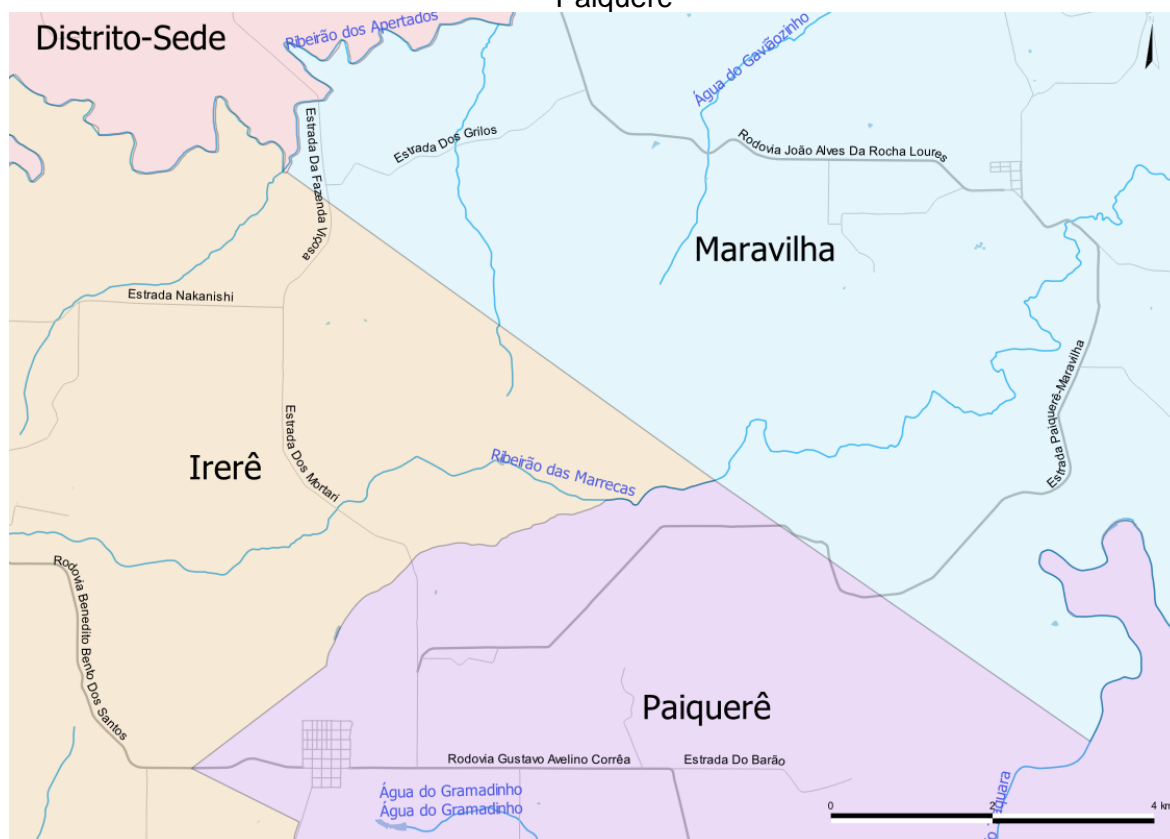 Paiquerê
Distrito-Sede
Ribeirão dos Apertados
Água do Gaviãozinho
N
Estrada Da Fazenda Viçosa
Estrada Dos Grilos
Rodovia João Alves Da Rocha Loures
Maravilha
Estrada Nakanishi
Estrada Paiquerê-Maravilha
Estrada Dos Mortari
Irerê
Ribeirão das Marrecas
Rodovia Benedito Bento Dos Santos
Paiquerê
Rodovia Gustavo Avelino Corrêa
Estrada Do Barão
Água do Gramadinho
Água do Gramadinho
0 2 4 km